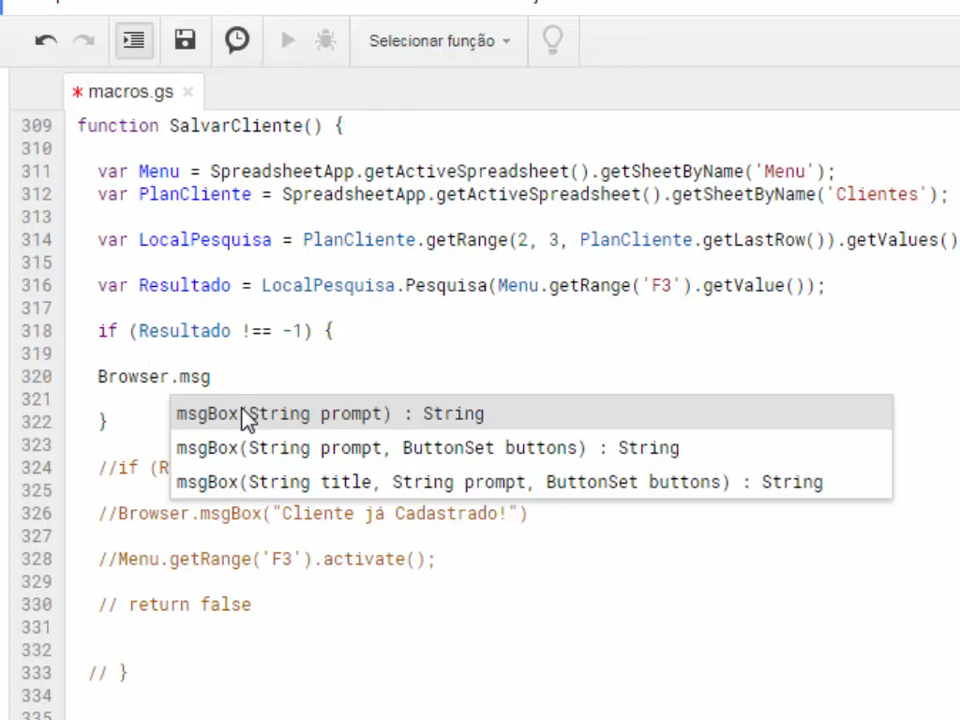 Selecionar função
* macros.gs ×
309 function SalvarCliente() {
310
311 var Menu = SpreadsheetApp.getActiveSpreadsheet().getSheetByName('Menu');
312 var PlanCliente = SpreadsheetApp.getActiveSpreadsheet().getSheetByName('Clientes');
313
314 var LocalPesquisa = PlanCliente.getRange(2, 3, PlanCliente.getLastRow()).getValues()
315
316 var Resultado = LocalPesquisa.Pesquisa(Menu.getRange('F3').getValue());
317
318 if (Resultado !== -1) {
319
320 Browser.msg
321 msgBox(String prompt) : String
322 }
msgBox(String prompt, ButtonSet buttons) : String
323
324 //if (R
msgBox(String title, String prompt, ButtonSet buttons) : String
325
326 //Browser.msgBox("Cliente já Cadastrado!")
327
328 //Menu.getRange('F3').activate();
329
330 // return false
331
332
333 // }
334
335